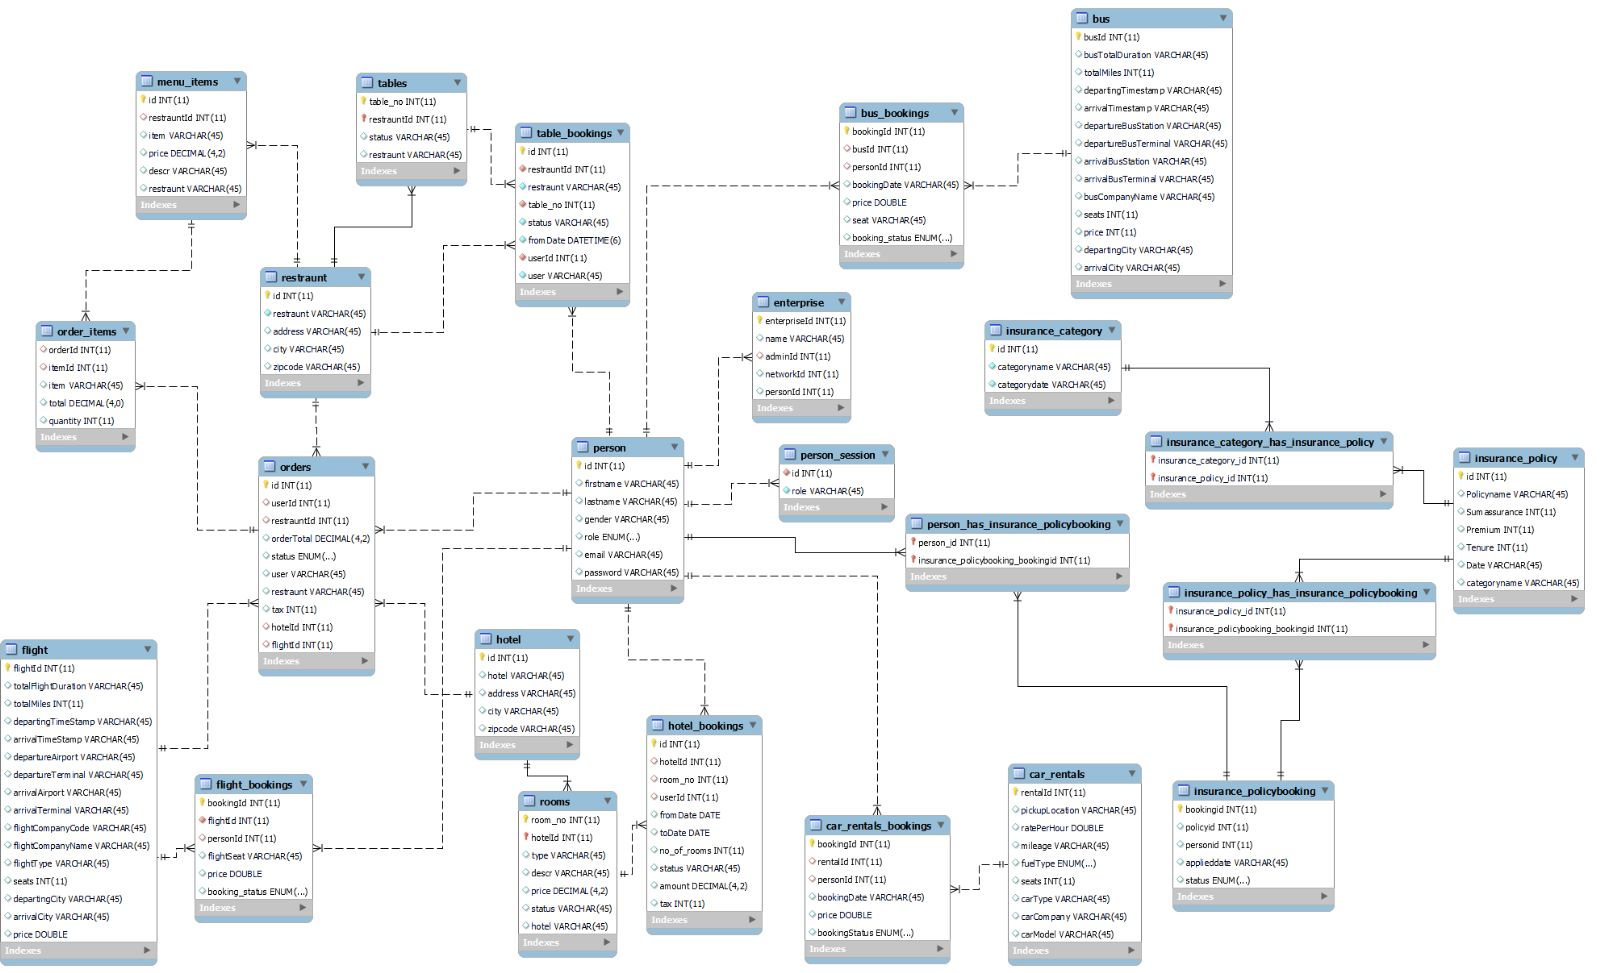 bus
busId INT(11)
busTotalDuration VARCHAR(45)
totalMiles INT(11)
departingTimestamp VARCHAR(45)
arrivalTimestamp VARCHAR(45)
departureBusStation VARCHAR(45)
departureBusTerminal VARCHAR(45)
arrivalBusStation VARCHAR(45)
arrivalBusTerminal VARCHAR(45)
busCompanyName VARCHAR(45)
seats INT(11)
price INT(11)
departingCity VARCHAR(45)
arrivalCity VARCHAR(45)
Indexes
menu_items
id INT(11)
restrauntId INT(11)
item VARCHAR(45)
price DECIMAL(4,2)
descr VARCHAR(45)
restraunt VARCHAR(45)
Indexes
tables
table_no INT(11)
restrauntId INT(11)
status VARCHAR(45)
restraunt VARCHAR(45)
Indexes
table_bookings
id INT(11)
restrauntId INT(11)
restraunt VARCHAR(45)
table_no INT(11)
status VARCHAR(45)
fromDate DATETIME(6)
userId INT(11)
user VARCHAR(45)
Indexes
bus_bookings
bookingId INT(11)
busId INT(11)
personId INT(11)
bookingDate VARCHAR(45)
price DOUBLE
seat VARCHAR(45)
booking_status ENUM(...)
Indexes
restraunt
id INT(11)
restraunt VARCHAR(45)
address VARCHAR(45)
city VARCHAR(45)
zipcode VARCHAR(45)
Indexes
enterprise
enterpriseId INT(11)
name VARCHAR(45)
adminId INT(11)
networkId INT(11)
personId INT(11)
Indexes
order_items
orderId INT(11)
itemId INT(11)
item VARCHAR(45)
total DECIMAL(4,0)
quantity INT(11)
Indexes
insurance_category
id INT(11)
categoryname VARCHAR(45)
categorydate VARCHAR(45)
Indexes
insurance_category_has_insurance_policy
insurance_category_id INT(11)
insurance_policy_id INT(11)
Indexes
insurance_policy
id INT(11)
Policyname VARCHAR(45)
Sumassurance INT(11)
Premium INT(11)
Tenure INT(11)
Date VARCHAR(45)
categoryname VARCHAR(45)
Indexes
person
id INT(11)
firstname VARCHAR(45)
lastname VARCHAR(45)
gender VARCHAR(45)
role ENUM(...)
email VARCHAR(45)
password VARCHAR(45)
Indexes
person_session
id INT(11)
role VARCHAR(45)
Indexes
orders
id INT(11)
userId INT(11)
restrauntId INT(11)
orderTotal DECIMAL(4,2)
status ENUM(...)
user VARCHAR(45)
restraunt VARCHAR(45)
tax INT(11)
hotelId INT(11)
flightId INT(11)
Indexes
person_has_insurance_policybooking
person_id INT(11)
insurance_policybooking_bookingid INT(11)
Indexes
insurance_policy_has_insurance_policybooking
insurance_policy_id INT(11)
insurance_policybooking_bookingid INT(11)
Indexes
flight
flightId INT(11)
totalFlightDuration VARCHAR(45)
totalMiles INT(11)
departingTimeStamp VARCHAR(45)
arrivalTimeStamp VARCHAR(45)
departureAirport VARCHAR(45)
departureTerminal VARCHAR(45)
arrivalAirport VARCHAR(45)
arrivalTerminal VARCHAR(45)
flightCompanyCode VARCHAR(45)
flightCompanyName VARCHAR(45)
flightType VARCHAR(45)
seats INT(11)
departingCity VARCHAR(45)
arrivalCity VARCHAR(45)
price DOUBLE
Indexes
hotel
id INT(11)
hotel VARCHAR(45)
address VARCHAR(45)
city VARCHAR(45)
zipcode VARCHAR(45)
Indexes
flight_bookings
bookingId INT(11)
flightId INT(11)
personId INT(11)
flightSeat VARCHAR(45)
price DOUBLE
booking_status ENUM(...)
Indexes
rooms
room_no INT(11)
hotelId INT(11)
type VARCHAR(45)
descr VARCHAR(45)
price DECIMAL(4,2)
status VARCHAR(45)
hotel VARCHAR(45)
Indexes
hotel_bookings
id INT(11)
hotelId INT(11)
room_no INT(11)
userId INT(11)
fromDate DATE
toDate DATE
no_of_rooms INT(11)
status VARCHAR(45)
amount DECIMAL(4,2)
tax INT(11)
Indexes
car_rentals_bookings
bookingId INT(11)
rentalId INT(11)
personId INT(11)
bookingDate VARCHAR(45)
price DOUBLE
bookingStatus ENUM(...)
Indexes
car_rentals
rentalId INT(11)
pickupLocation VARCHAR(45)
ratePerHour DOUBLE
mileage VARCHAR(45)
fuelType ENUM(...)
seats INT(11)
carType VARCHAR(45)
carCompany VARCHAR(45)
carModel VARCHAR(45)
Indexes
insurance_policybooking
bookingid INT(11)
policyid INT(11)
personid INT(11)
applieddate VARCHAR(45)
status ENUM(...)
Indexes